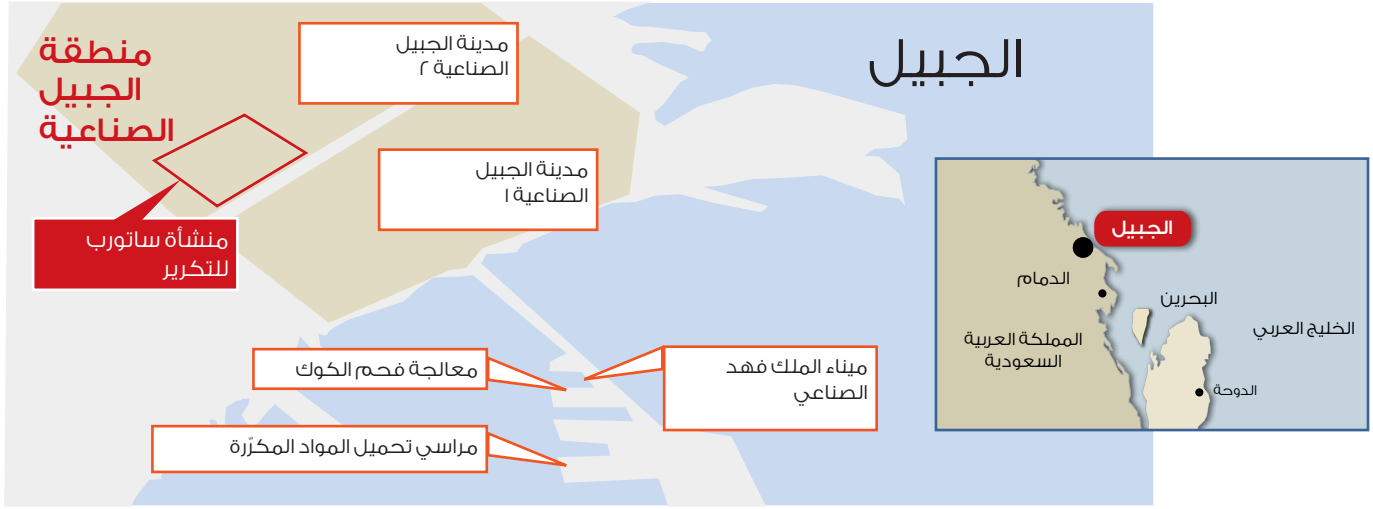 الجبيل
منطقة
الجبيل
الصناعية
مدينة الجبيل
الصناعية ٢
مدينة الجبيل
الصناعية ١
منشأة ساتورب
للتكرير
معالجة فحم الكوك
ميناء الملك فهد
الصناعي
مراسي تحميل المواد المكرّرة
الجبيل
الدمام
البحرين
الخليج العربي
المملكة العربية
السعودية
الدوحة